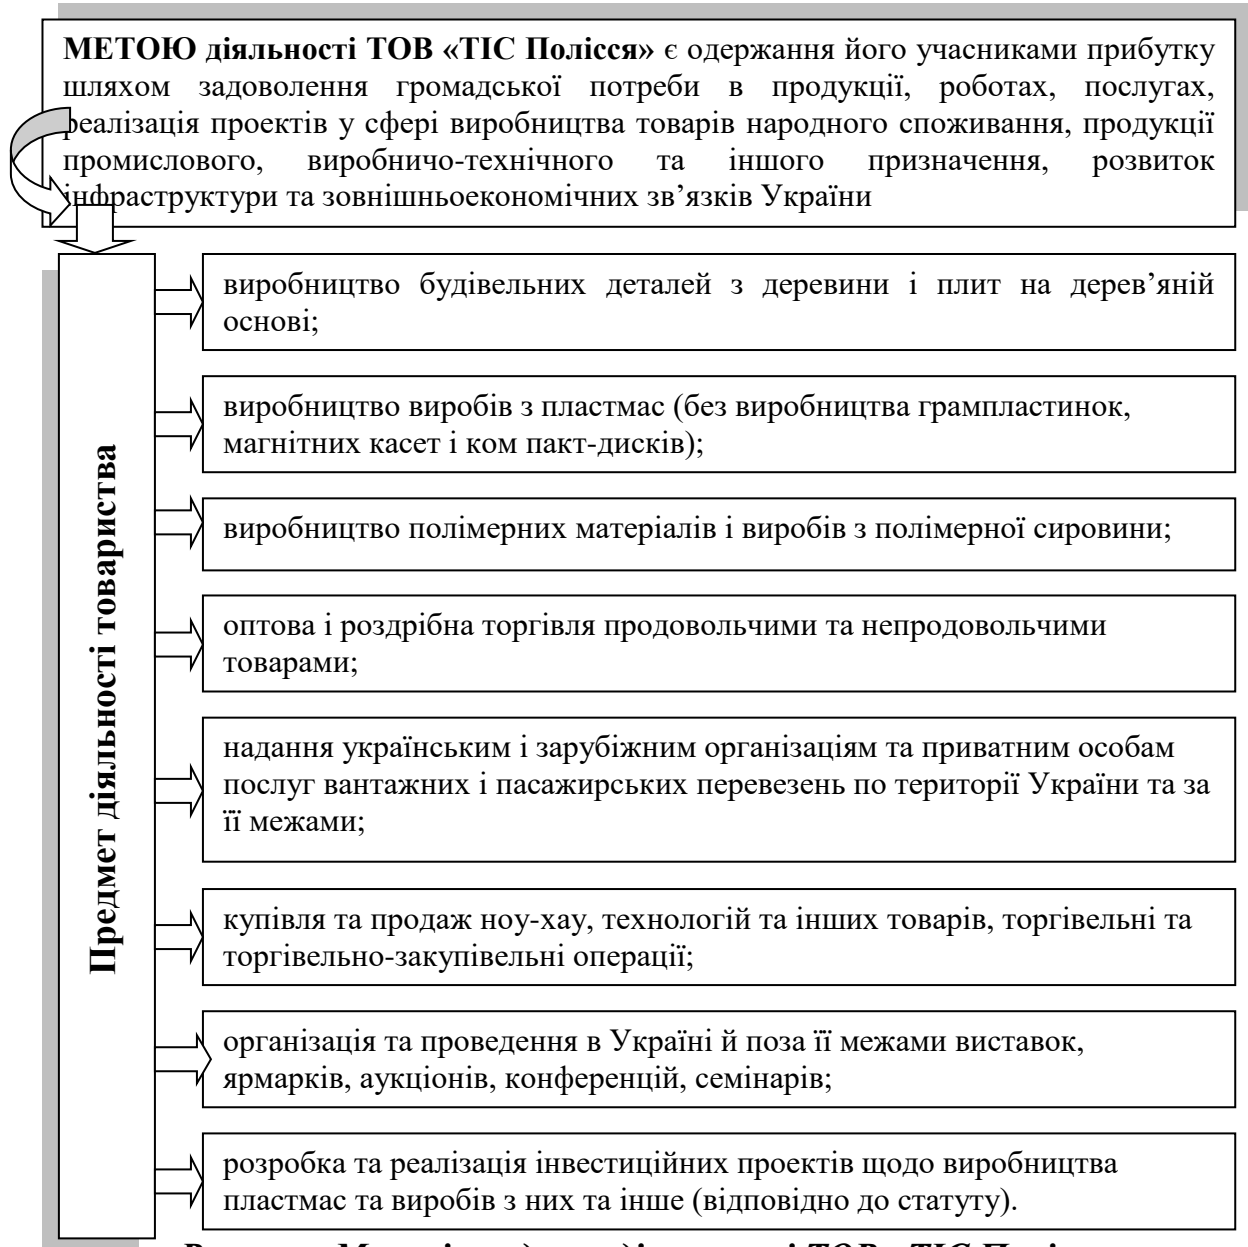 МЕТОЮ діяльності ТОВ «ТІС Полісся» є одержання його учасниками прибутку
шляхом задоволення громадської потреби в продукції, роботах, послугах,
реалізація проектів у сфері виробництва товарів народного споживання, продукції
промислового, виробничо-технічного та іншого призначення, розвиток
інфраструктури та зовнішньоекономічних зв’язків України
Предмет діяльності товариства
виробництво будівельних деталей з деревини і плит на дерев’яній
основі;
виробництво виробів з пластмас (без виробництва грампластинок,
магнітних касет і ком пакт-дисків);
виробництво полімерних матеріалів і виробів з полімерної сировини;
оптова і роздрібна торгівля продовольчими та непродовольчими
товарами;
надання українським і зарубіжним організаціям та приватним особам
послуг вантажних і пасажирських перевезень по території України та за
її межами;
купівля та продаж ноу-хау, технологій та інших товарів, торгівельні та
торгівельно-закупівельні операції;
організація та проведення в Україні й поза її межами виставок,
ярмарків, аукціонів, конференцій, семінарів;
розробка та реалізація інвестиційних проектів щодо виробництва
пластмас та виробів з них та інше (відповідно до статуту).